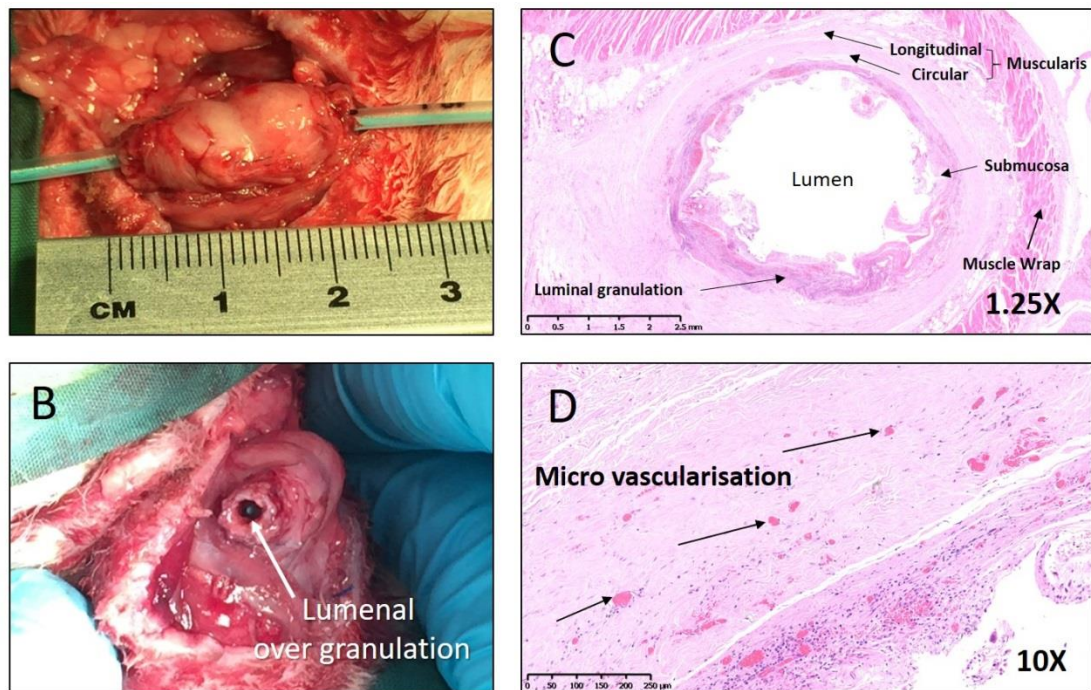 CM 1 2 3
B
Lumenal
over granulation
C
Longitudinal
Circular
Muscularis
Submucosa
Lumen
Muscle Wrap
Luminal granulation
1.25X
0 0.5 1 1.5 2 2.5 mm
D
Micro vascularisation
10X
0 50 100 150 200 250 µm